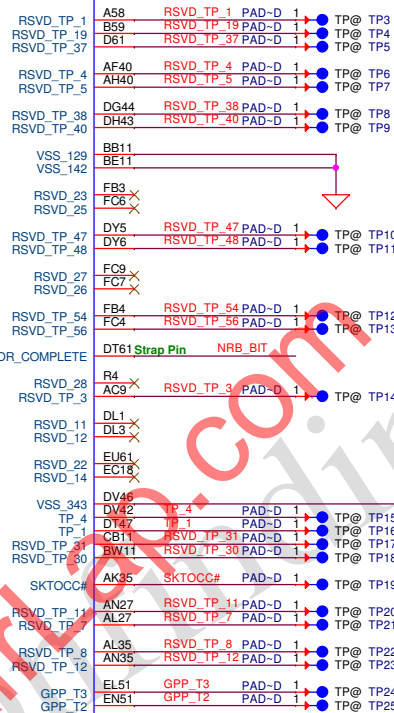 RSVD_TP_1 A58 RSVD_TP_1 PAD~D 1 TP@ TP3
RSVD_TP_19 B59 RSVD_TP_19 PAD~D 1 TP@ TP4
RSVD_TP_37 D61 RSVD_TP_37 PAD~D 1 TP@ TP5
RSVD_TP_4 AF40 RSVD_TP_4 PAD~D 1 TP@ TP6
RSVD_TP_5 AH40 RSVD_TP_5 PAD~D 1 TP@ TP7
RSVD_TP_38 DG44 RSVD_TP_38 PAD~D 1 TP@ TP8
RSVD_TP_40 DH43 RSVD_TP_40 PAD~D 1 TP@ TP9
VSS_129 BB11
VSS_142 BE11
RSVD_23 FB3
RSVD_25 FC6
RSVD_TP_47 DY5 RSVD_TP_47 PAD~D 1 TP@ TP10
RSVD_TP_48 DY6 RSVD_TP_48 PAD~D 1 TP@ TP11
RSVD_27 FC9
RSVD_26 FC7
RSVD_TP_54 FB4 RSVD_TP_54 PAD~D 1 TP@ TP12
RSVD_TP_56 FC4 RSVD_TP_56 PAD~D 1 TP@ TP13
DR_COMPLETE DT61 Strap Pin NRB_BIT
RSVD_28 R4
RSVD_TP_3 AC9 RSVD_TP_3 PAD~D 1 TP@ TP14
RSVD_11 DL1
RSVD_12 DL3
RSVD_22 EU61
RSVD_14 EC18
VSS_343 DV46
TP_4 DV42 TP_4 PAD~D 1 TP@ TP15
TP_1 DT47 TP_1 PAD~D 1 TP@ TP16
RSVD_TP_31 CB11 RSVD_TP_31 PAD~D 1 TP@ TP17
RSVD_TP_30 BW11 RSVD_TP_30 PAD~D 1 TP@ TP18
SKTOCC# AK35 SKTOCC# PAD~D 1 TP@ TP19
RSVD_TP_11 AN27 RSVD_TP_11 PAD~D 1 TP@ TP20
RSVD_TP_7 AL27 RSVD_TP_7 PAD~D 1 TP@ TP21
RSVD_TP_8 AL35 RSVD_TP_8 PAD~D 1 TP@ TP22
RSVD_TP_12 AN35 RSVD_TP_12 PAD~D 1 TP@ TP23
GPP_T3 EL51 GPP_T3 PAD~D 1 TP@ TP24
GPP_T2 EN51 GPP_T2 PAD~D 1 TP@ TP25